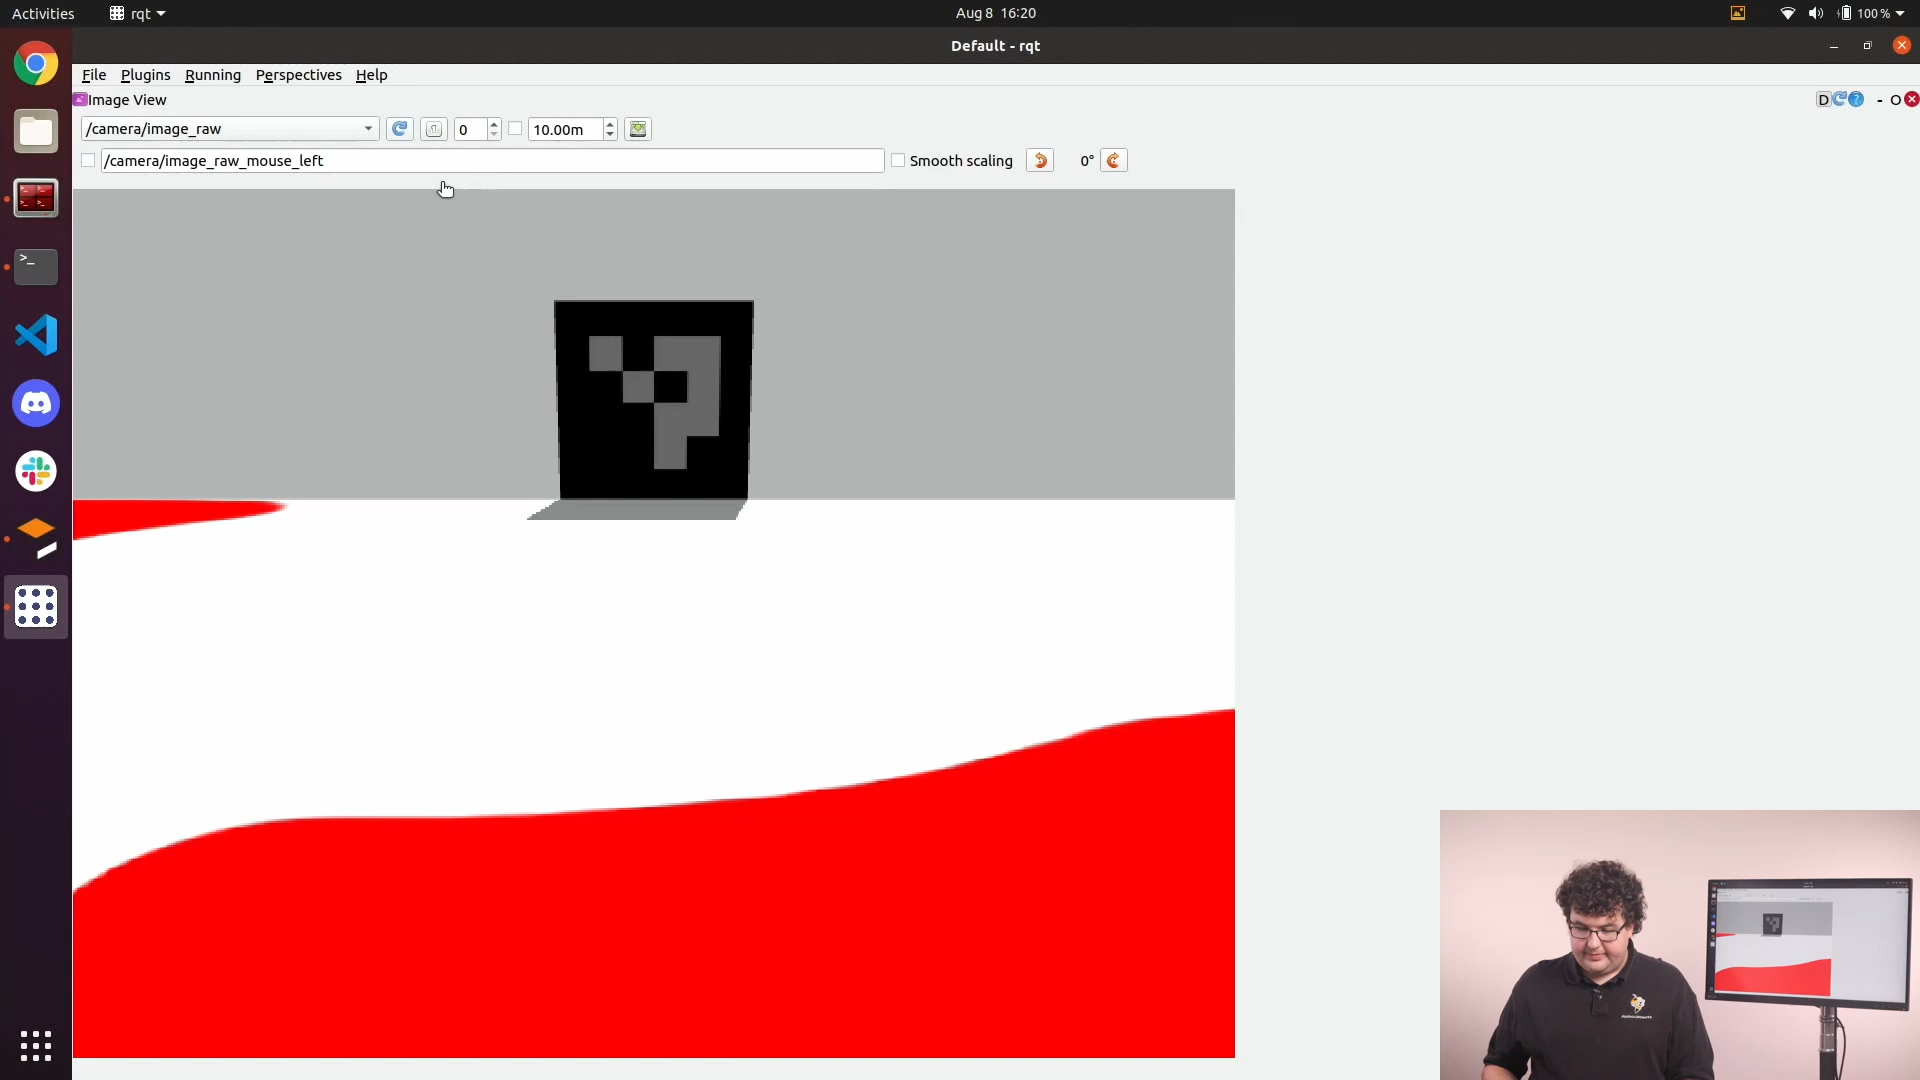 Activities rqt Aug 8 16:20 100 %
Default - rqt
File Plugins Running Perspectives Help
Image View D - O
/camera/image_raw 0 10.00m
/camera/image_raw_mouse_left Smooth scaling 0°
>_